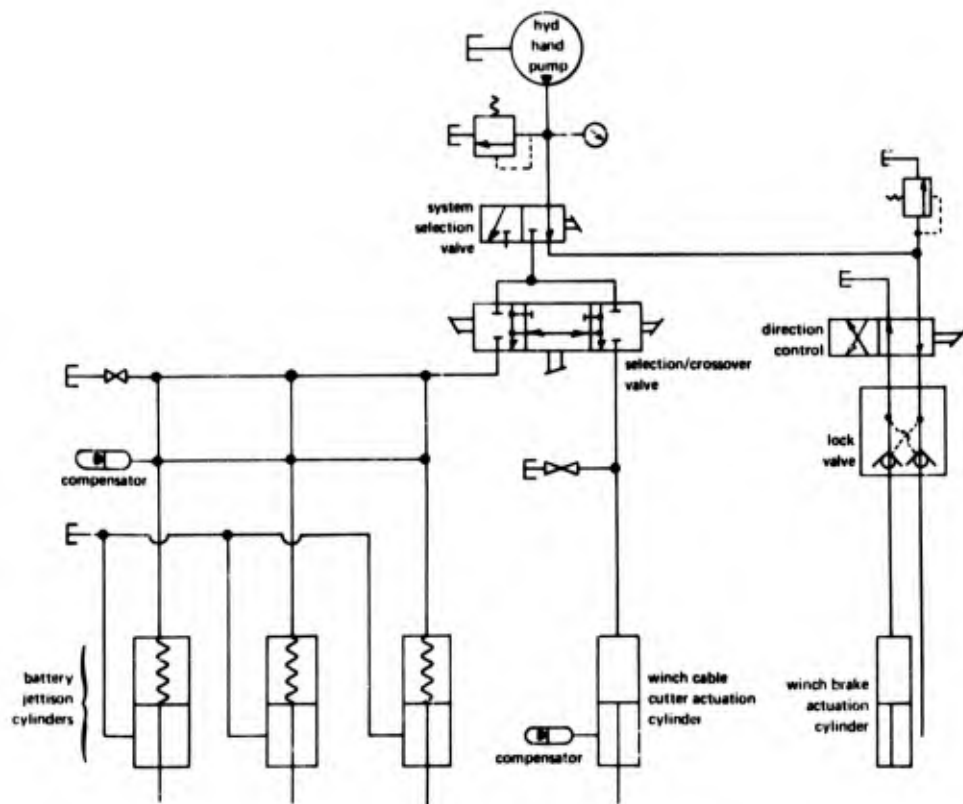 hyd
hand
pump
system
selection
valve
direction
control
selection/crossover
valve
lock
valve
compensator
battery
jettison
cylinders
winch cable
cutter actuation
cylinder
winch brake
actuation
cylinder
compensator